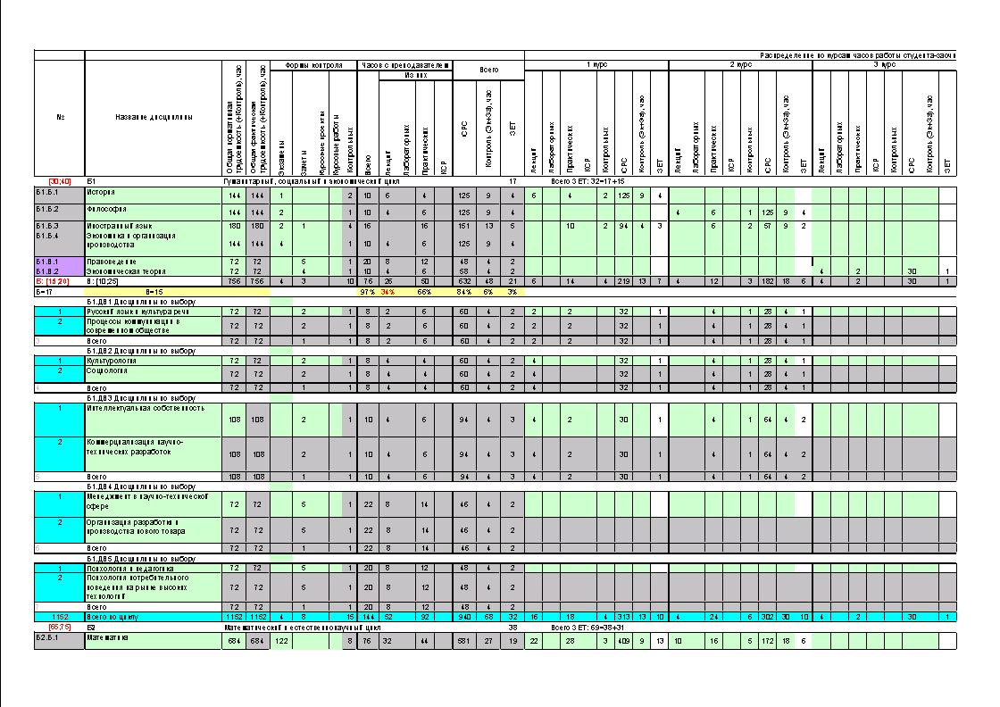 Распределение по курсам часов работы студента-заочн
№ Название дисциплины Общая нормативная трудоемкость (+Контроль), час Общая фактическая трудоемкость (+Контроль), час Формы контроля Часов с преподавателем Всего 1 курс 2 курс 3 курс
Из них
Экзамены Зачеты Курсовые проекты Курсовые работы Контрольных Всего Лекций Лабораторных Практических КСР СРС Контроль (Экз+За), час ЗЕТ Лекций Лабораторных Практических КСР Контрольных СРС Контроль (Экз+За), час ЗЕТ Лекций Лабораторных Практических КСР Контрольных СРС Контроль (Экз+За), час ЗЕТ Лекций Лабораторных Практических КСР Контрольных СРС Контроль (Экз+За), час ЗЕТ
[30;40] Б1 Гуманитарный, социальный и экономический цикл 17 Всего ЗЕТ: 32=17+15
Б1.Б.1 История 144 144 1 2 10 6 4 125 9 4 6 4 2 125 9 4
Б1.Б.2 Философия 144 144 2 1 10 4 6 125 9 4 4 6 1 125 9 4
Б1.Б.3 Иностранный язык 180 180 2 1 4 16 16 151 13 5 10 2 94 4 3 6 2 57 9 2
Б1.Б.4 Экономика и организация производства 144 144 4 1 10 4 6 125 9 4
Б1.В.1 Правоведение 72 72 5 1 20 8 12 48 4 2
Б1.В.2 Экономическая теория 72 72 4 1 10 4 6 58 4 2 4 2 30 1
Б: [15;20) В: [10;25] 756 756 4 3 10 76 26 50 632 48 21 6 14 4 219 13 7 4 12 3 182 18 6 4 2 30 1
Б=17 В=15 97% 34% 66% 84% 6% 3%
Б1.ДВ1 Дисциплины по выбору
1 Русский язык и культура речи 72 72 2 1 8 2 6 60 4 2 2 2 32 1 4 1 28 4 1
2 Процессы коммуникации в современном обществе 72 72 2 1 8 2 6 60 4 2 2 2 32 1 4 1 28 4 1
3 Всего 72 72 1 1 8 2 6 60 4 2 2 2 32 1 4 1 28 4 1
Б1.ДВ2 Дисциплины по выбору
1 Культурология 72 72 2 1 8 4 4 60 4 2 4 32 1 4 1 28 4 1
2 Социология 72 72 2 1 8 4 4 60 4 2 4 32 1 4 1 28 4 1
4 Всего 72 72 1 1 8 4 4 60 4 2 4 32 1 4 1 28 4 1
Б1.ДВ3 Дисциплины по выбору
1 Интеллектуальная собственность 108 108 2 1 10 4 6 94 4 3 4 2 30 1 4 1 64 4 2
2 Коммерциализация научно-технических разработок 108 108 2 1 10 4 6 94 4 3 4 2 30 1 4 1 64 4 2
5 Всего 108 108 1 1 10 4 6 94 4 3 4 2 30 1 4 1 64 4 2
Б1.ДВ4 Дисциплины по выбору
1 Менеджмент в научно-технической сфере 72 72 5 1 22 8 14 46 4 2
2 Организация разработки и производства нового товара 72 72 5 1 22 8 14 46 4 2
6 Всего 72 72 1 1 22 8 14 46 4 2
Б1.ДВ5 Дисциплины по выбору
1 Психология и педагогика 72 72 5 1 20 8 12 48 4 2
2 Психология потребительного поведения на рынке высоких технологий 72 72 5 1 20 8 12 48 4 2
Всего 72 72 1 1 20 8 12 48 4 2
1152 Всего по циклу 1152 1152 4 8 15 144 52 92 940 68 32 16 18 4 313 13 10 4 24 6 302 30 10 4 2 30 1
[65;75] Б2 Математический и естественнонаучный цикл 38 Всего ЗЕТ: 69=38+31
Б2.Б.1 Математика 684 684 122 8 76 32 44 581 27 19 22 28 3 409 9 13 10 16 5 172 18 6